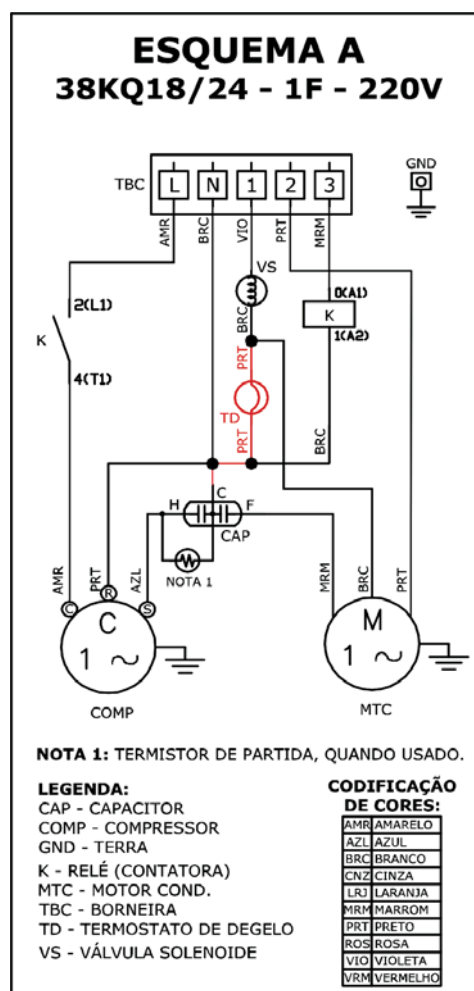 ESQUEMA A
38KQ18/24 - 1F - 220V
GND
TBC
L N 1 2 3
AMR
BRC
VIO
PRT
MRM
VS
2(L1)
0(A1)
K
K
1(A2)
BRC
4(T1)
PRT
TD
PRT
BRC
C
H
F
CAP
NOTA 1
AMR
PRT
AZL
MRM
BRC
PRT
C
R
S
C
1 ~
COMP
M
1 ~
MTC
NOTA 1: TERMISTOR DE PARTIDA, QUANDO USADO.
LEGENDA:
CAP - CAPACITOR
COMP - COMPRESSOR
GND - TERRA
K - RELÉ (CONTATORA)
MTC - MOTOR COND.
TBC - BORNEIRA
TD - TERMOSTATO DE DEGELO
VS - VÁLVULA SOLENOIDE
CODIFICAÇÃO
DE CORES:
AMR AMARELO
AZL AZUL
BRC BRANCO
CNZ CINZA
LRJ LARANJA
MRM MARROM
PRT PRETO
ROS ROSA
VIO VIOLETA
VRM VERMELHO